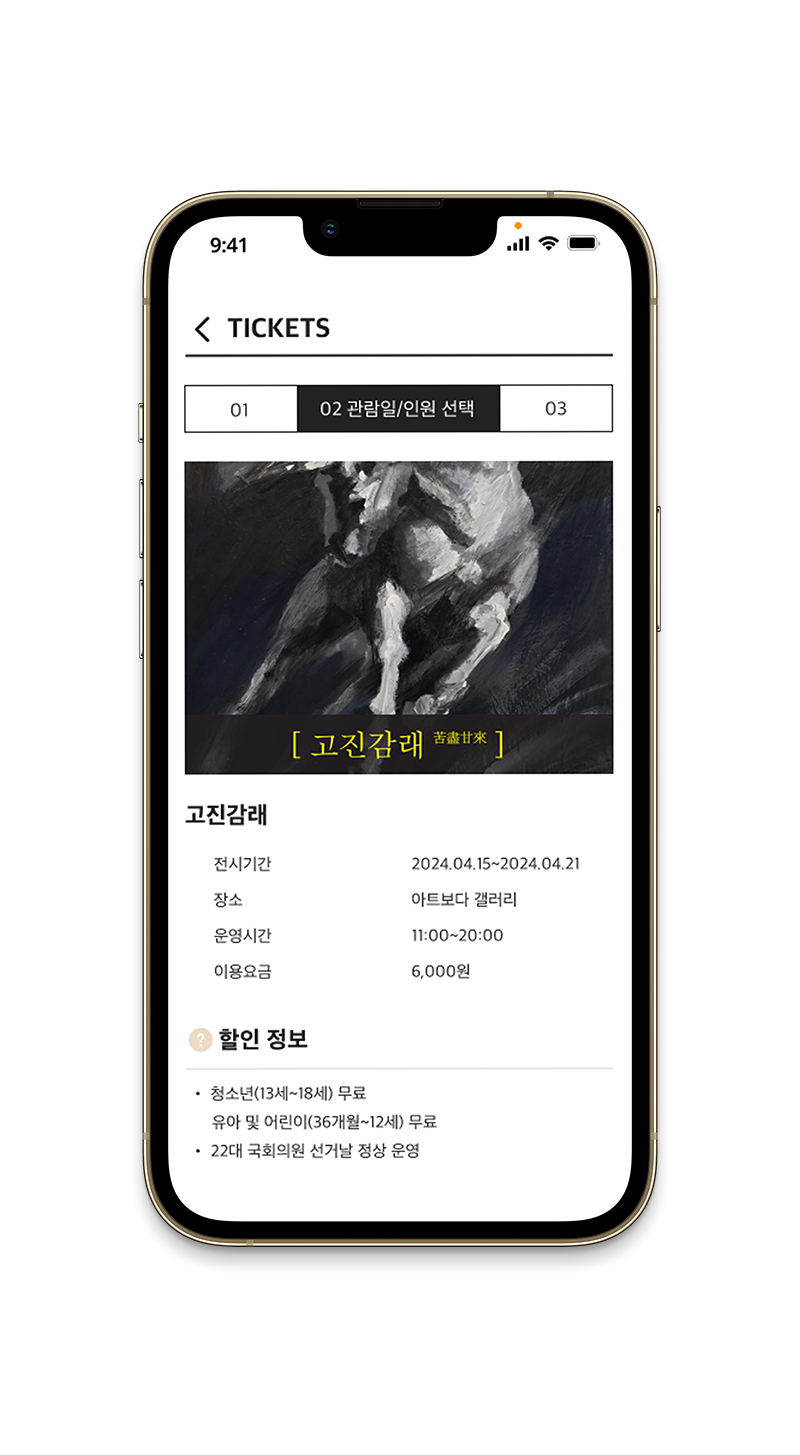 9:41
TICKETS
01 02 관람일/인원 선택 03
[ 고진감래 苦盡甘來 ]
고진감래
전시기간 2024.04.15~2024.04.21
장소 아트보다 갤러리
운영시간 11:00~20:00
이용요금 6,000원
? 할인 정보
• 청소년(13세~18세) 무료
유아 및 어린이(36개월~12세) 무료
• 22대 국회의원 선거날 정상 운영